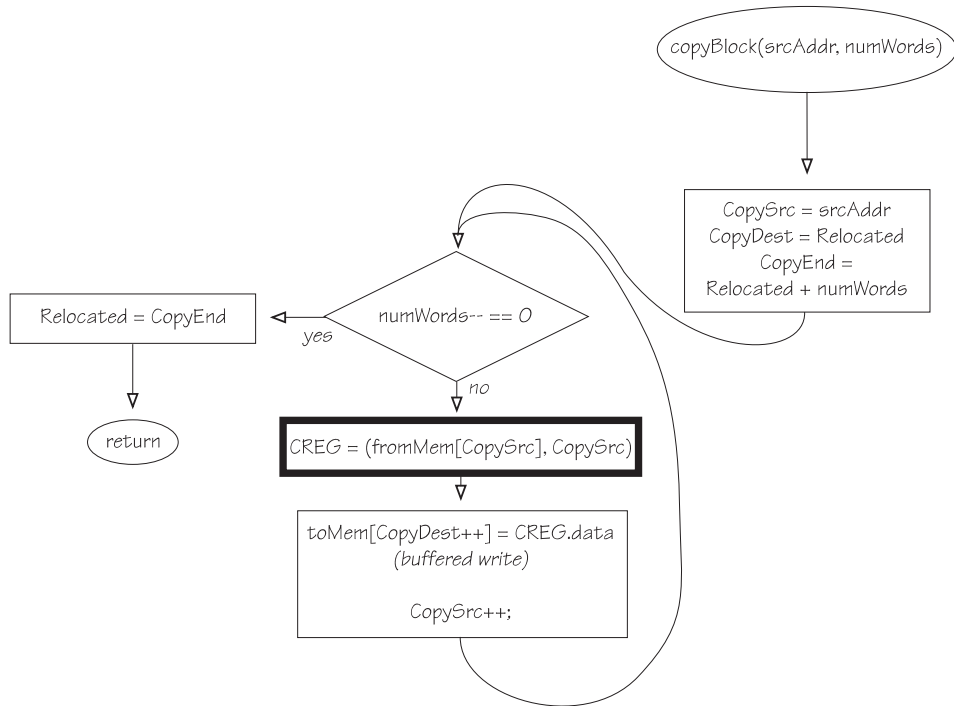 copyBlock(srcAddr, numWords)
CopySrc = srcAddr
CopyDest = Relocated
CopyEnd =
Relocated + numWords
numWords-- == 0
yes
no
Relocated = CopyEnd
return
CREG = (fromMem[CopySrc], CopySrc)
toMem[CopyDest++] = CREG.data
(buffered write)
CopySrc++;